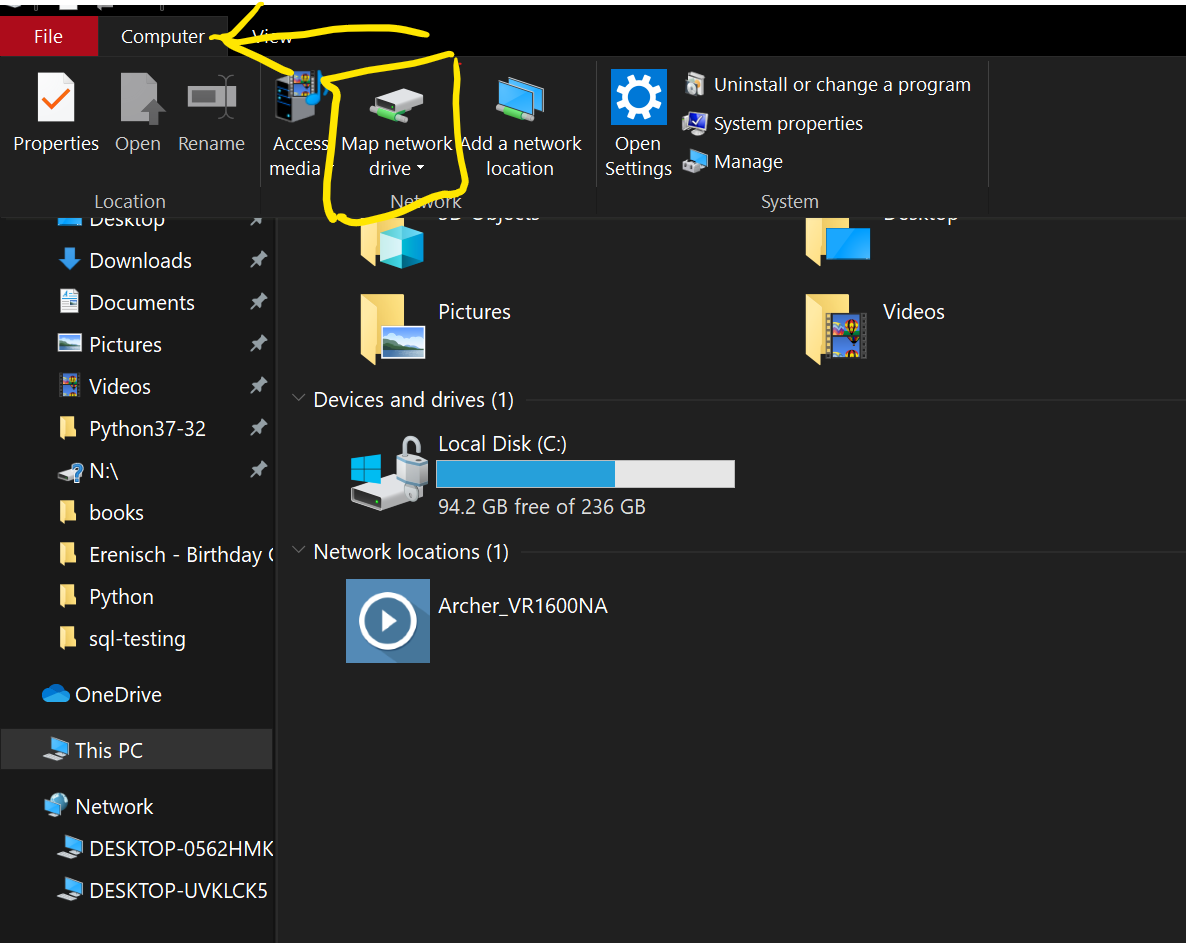 File
Computer
View
Properties
Open
Rename
Access
media
Map network
drive
Add a network
location
Open
Settings
Uninstall or change a program
System properties
Manage
Location
Network
System
Desktop
Downloads
Documents
Pictures
Videos
Python37-32
N:\
books
Erenisch - Birthday
Python
sql-testing
OneDrive
This PC
Network
DESKTOP-0562HMK
DESKTOP-UVKLCK5
3D Objects
Desktop
Pictures
Videos
Devices and drives (1)
Local Disk (C:)
94.2 GB free of 236 GB
Network locations (1)
Archer_VR1600NA